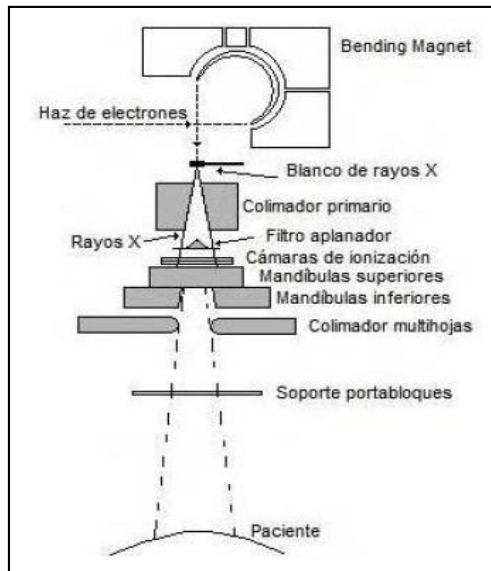 Bending Magnet
Haz de electrones
Blanco de rayos X
Colimador primario
Rayos X
Filtro aplanador
Cámaras de ionización
Mandíbulas superiores
Mandíbulas inferiores
Colimador multihojas
Soporte portabloques
Paciente